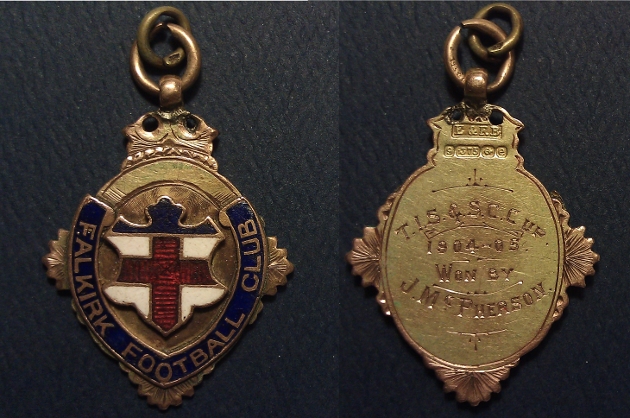 FALKIRK FOOTBALL CLUB
T.I.S. & S.C. CUP
1904-05
WON BY
J. McPHERSON.